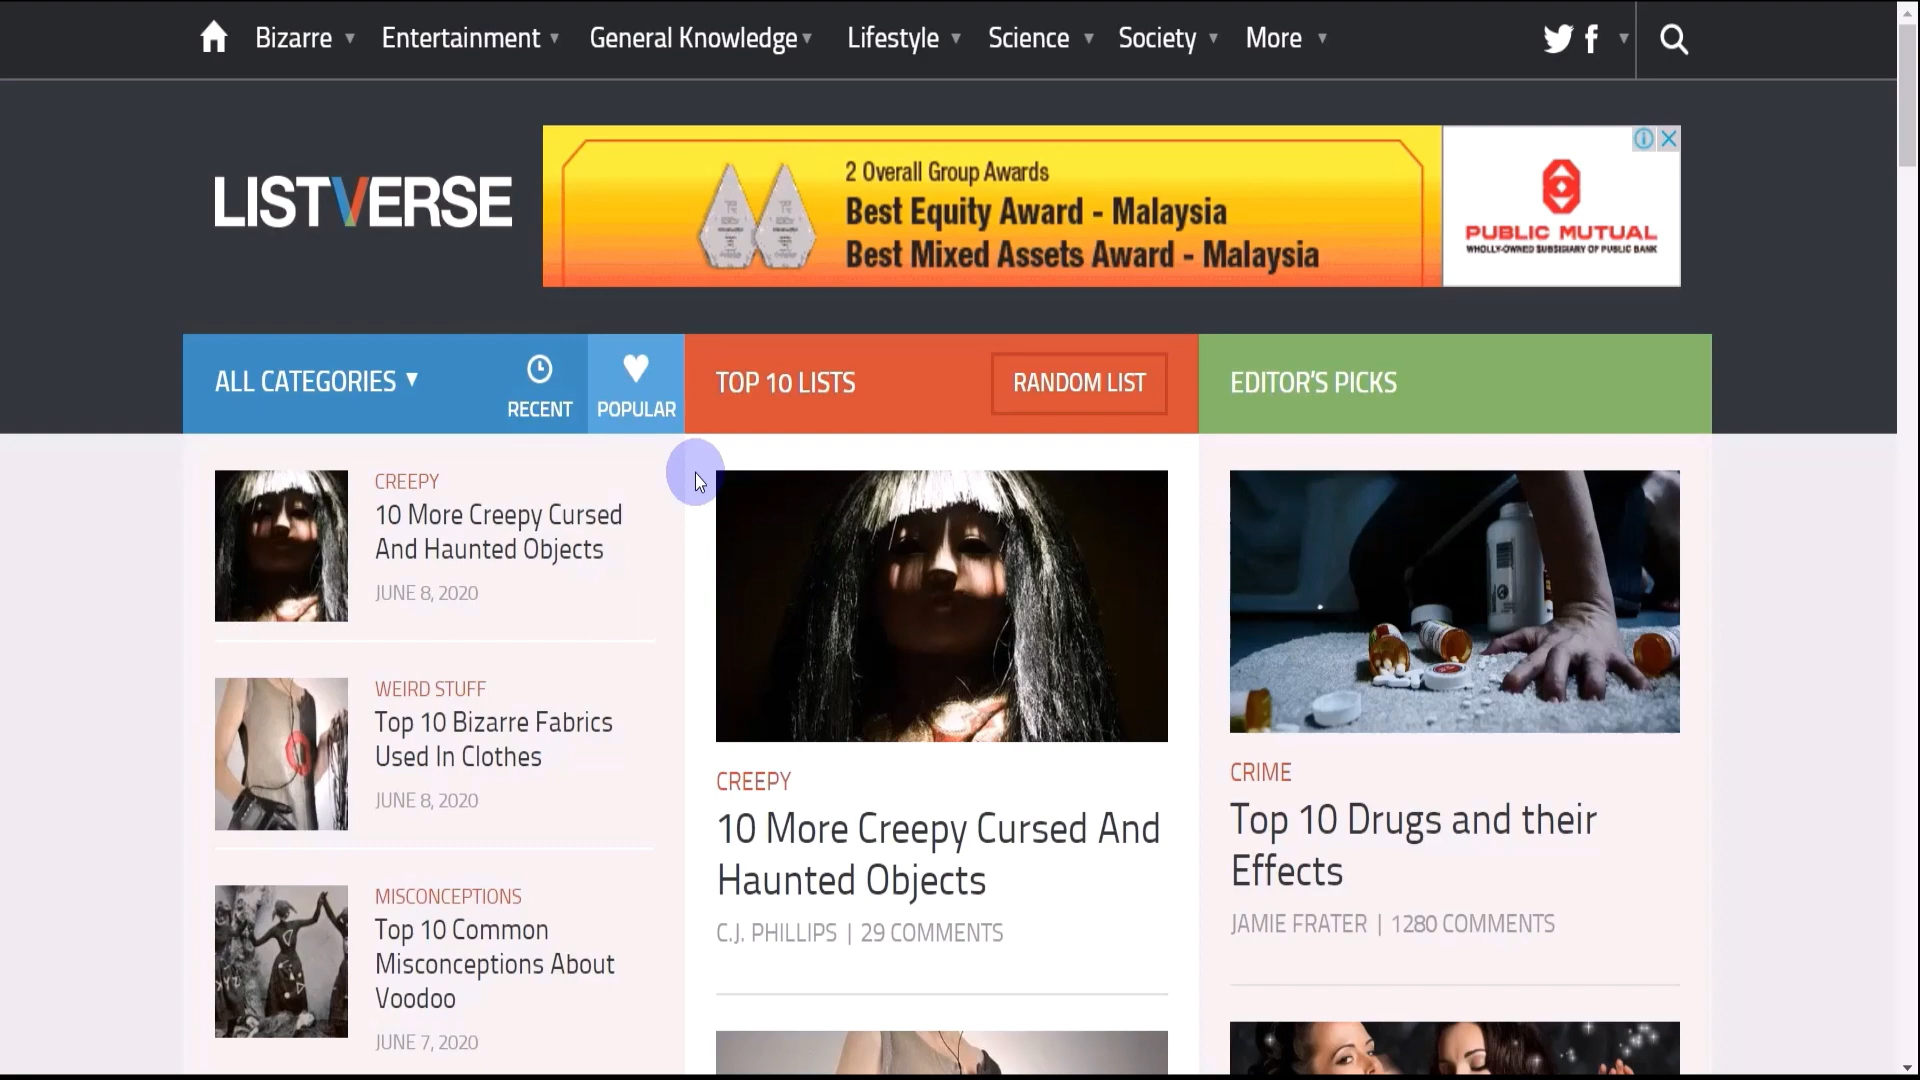 Bizarre Entertainment General Knowledge Lifestyle Science Society More
LISTVERSE
2 Overall Group Awards
Best Equity Award - Malaysia
Best Mixed Assets Award - Malaysia
PUBLIC MUTUAL
WHOLLY-OWNED SUBSIDIARY OF PUBLIC BANK
ALL CATEGORIES
RECENT
POPULAR
TOP 10 LISTS
RANDOM LIST
EDITOR'S PICKS
CREEPY
10 More Creepy Cursed
And Haunted Objects
JUNE 8, 2020
WEIRD STUFF
Top 10 Bizarre Fabrics
Used In Clothes
JUNE 8, 2020
MISCONCEPTIONS
Top 10 Common
Misconceptions About
Voodoo
JUNE 7, 2020
CREEPY
10 More Creepy Cursed And
Haunted Objects
C.J. PHILLIPS | 29 COMMENTS
CRIME
Top 10 Drugs and their
Effects
JAMIE FRATER | 1280 COMMENTS